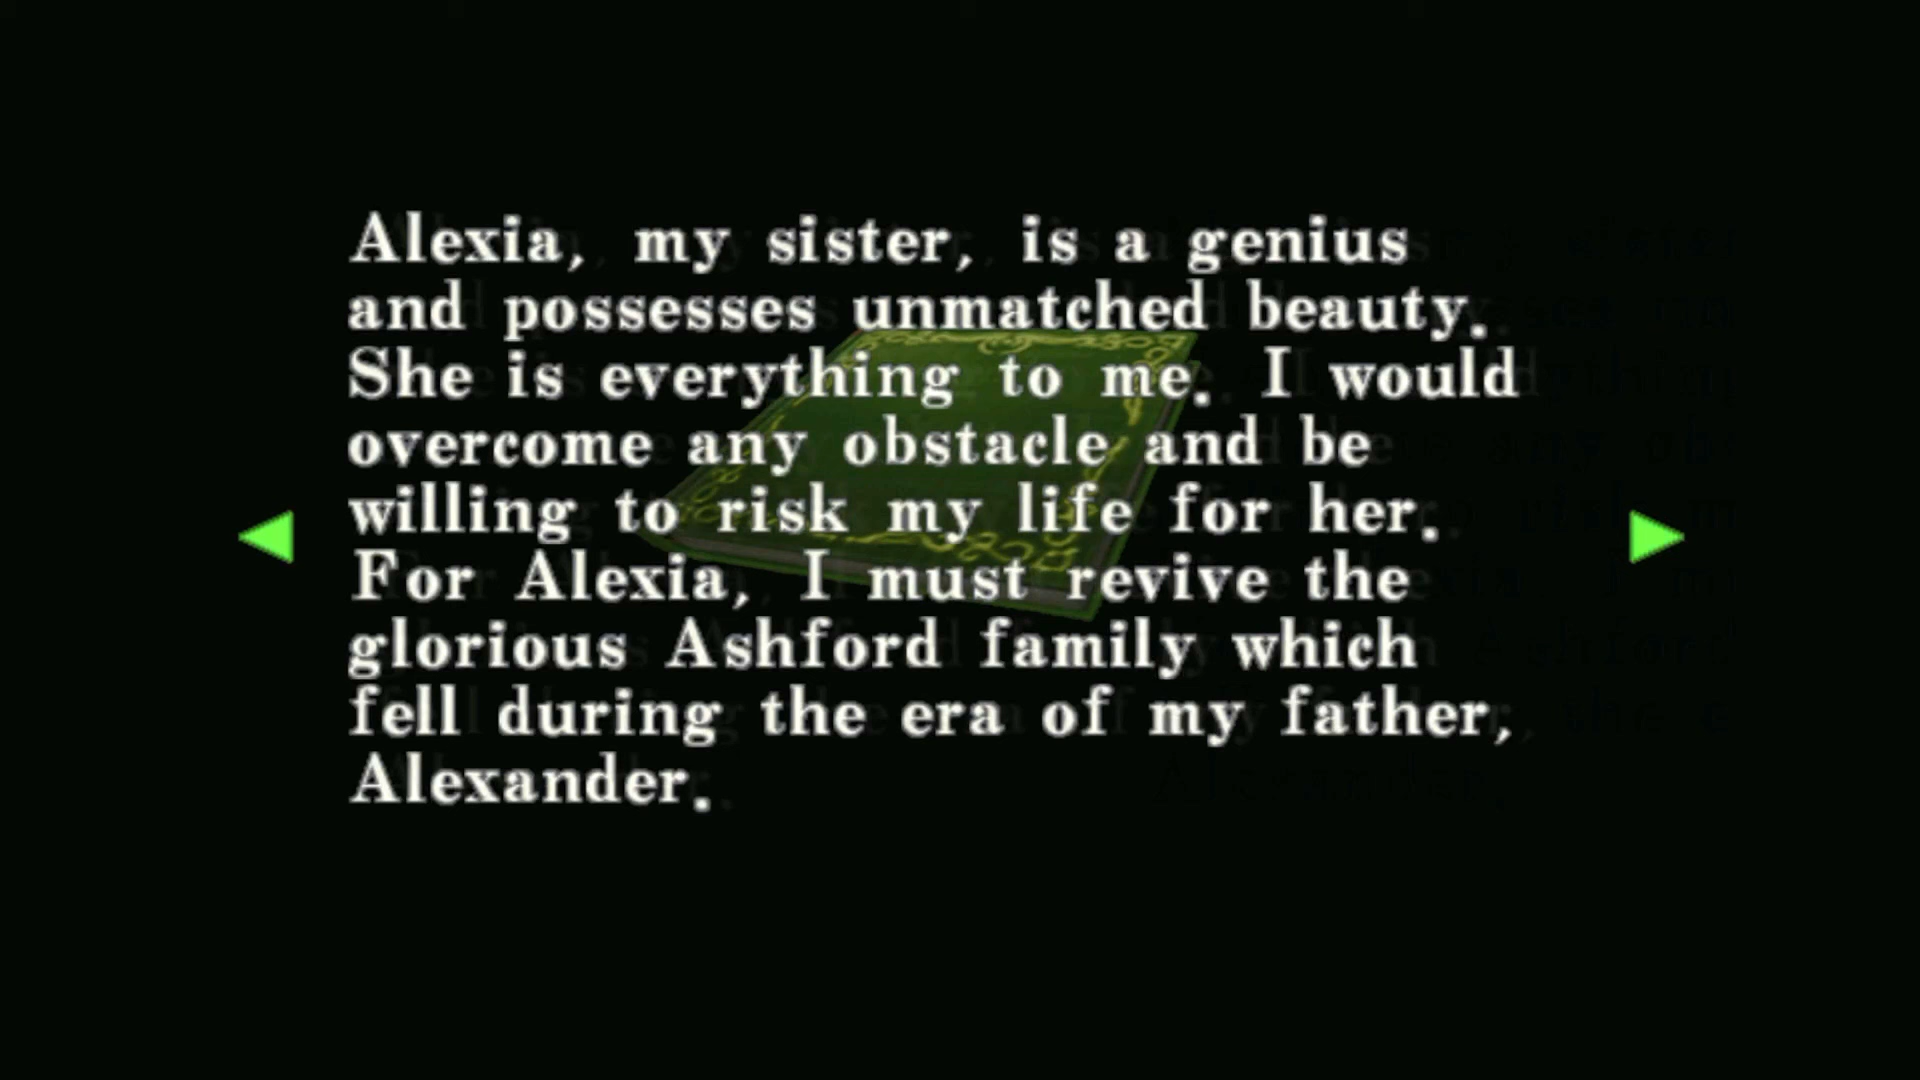 Alexia, my sister, is a genius
and possesses unmatched beauty.
She is everything to me. I would
overcome any obstacle and be
willing to risk my life for her.
For Alexia, I must revive the
glorious Ashford family which
fell during the era of my father,
Alexander.